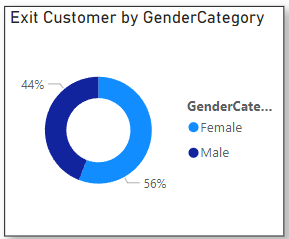 Exit Customer by GenderCategory
44%
GenderCate...
Female
Male
56%